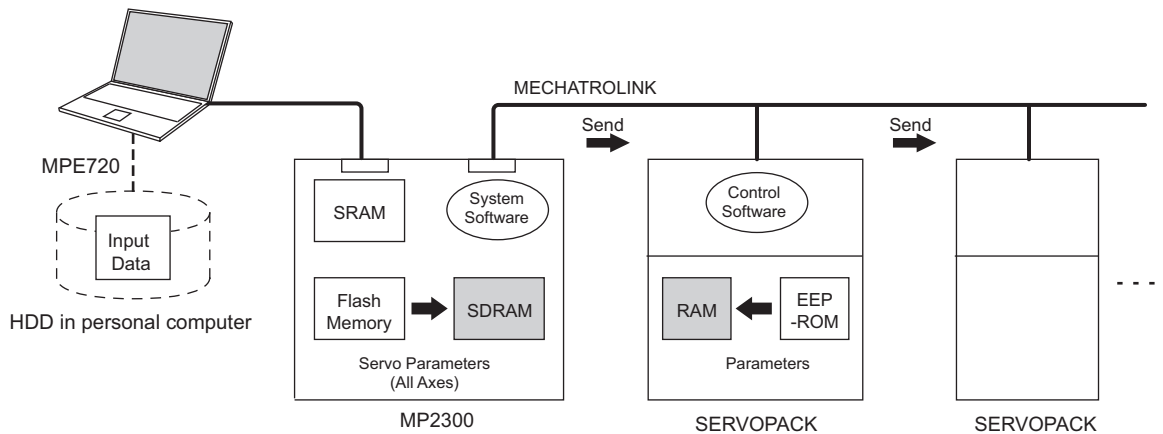 MPE720
Input
Data
HDD in personal computer
MECHATROLINK
Send
Send
SRAM
System
Software
Flash
Memory
SDRAM
Servo Parameters
(All Axes)
MP2300
Control
Software
RAM
EEP
-ROM
Parameters
SERVOPACK
SERVOPACK